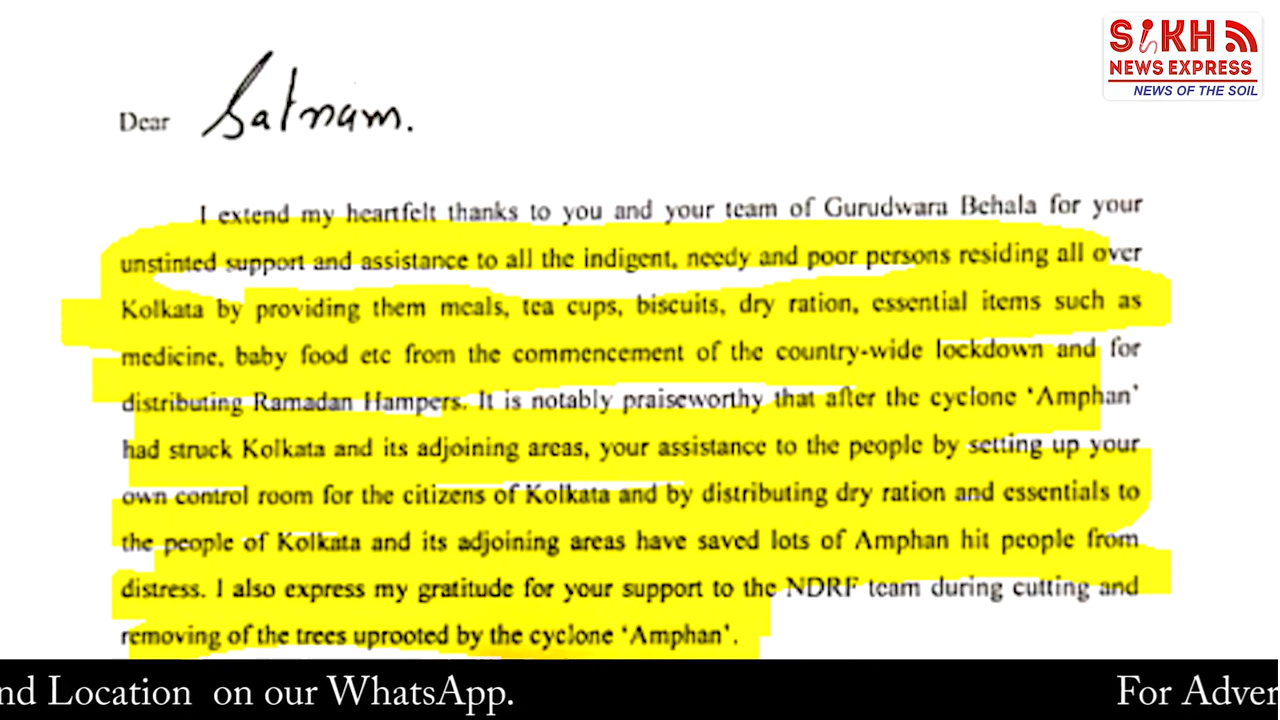 SiKH
NEWS EXPRESS
NEWS OF THE SOIL
Dear Satnam.
I extend my heartfelt thanks to you and your team of Gurudwara Behala for your
unstinted support and assistance to all the indigent, needy and poor persons residing all over
Kolkata by providing them meals, tea cups, biscuits, dry ration, essential items such as
medicine, baby food etc from the commencement of the country-wide lockdown and for
distributing Ramadan Hampers. It is notably praiseworthy that after the cyclone ‘Amphan’
had struck Kolkata and its adjoining areas, your assistance to the people by setting up your
own control room for the citizens of Kolkata and by distributing dry ration and essentials to
the people of Kolkata and its adjoining areas have saved lots of Amphan hit people from
distress. I also express my gratitude for your support to the NDRF team during cutting and
removing of the trees uprooted by the cyclone ‘Amphan’.
nd Location on our WhatsApp. For Adver